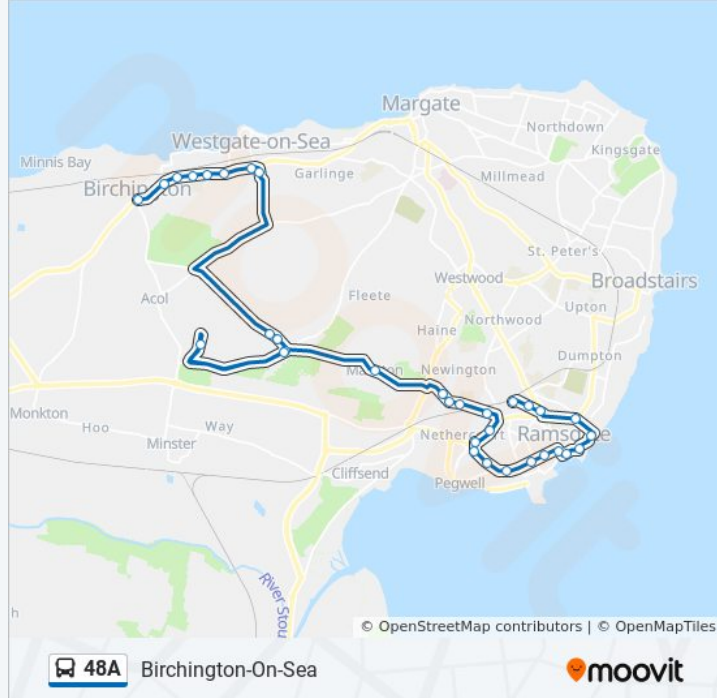 Margate
Northdown
Westgate-on-Sea
Kingsgate
Minnis Bay
Garlinge
Millmead
Birchington
St. Peter's
Westwood
Broadstairs
Acol
Fleete
Upton
Northwood
Haine
Dumpton
Manston
Newington
Monkton
Hoo
Way
Nethercourt
Ramsgate
Minster
Cliffsend
Pegwell
River Stou
h
© OpenStreetMap contributors | © OpenMapTiles
48A Birchington-On-Sea
moovit